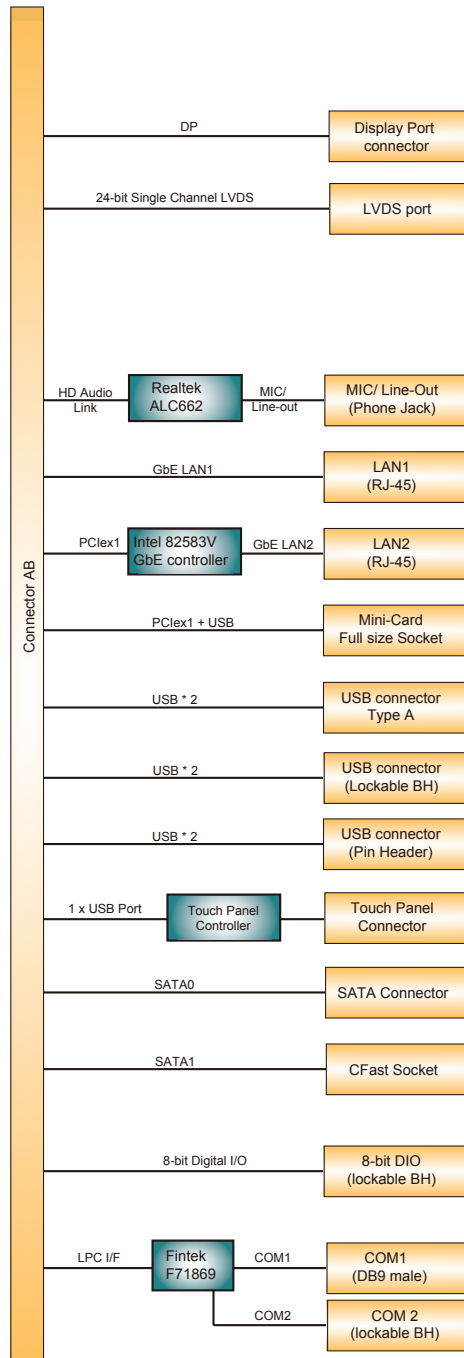 Connector AB
DP
Display Port
connector
24-bit Single Channel LVDS
LVDS port
HD Audio
Link
Realtek
ALC662
MIC/
Line-out
MIC/ Line-Out
(Phone Jack)
GbE LAN1
LAN1
(RJ-45)
PCIex1
Intel 82583V
GbE controller
GbE LAN2
LAN2
(RJ-45)
PCIex1 + USB
Mini-Card
Full size Socket
USB * 2
USB connector
Type A
USB * 2
USB connector
(Lockable BH)
USB * 2
USB connector
(Pin Header)
1 x USB Port
Touch Panel
Controller
Touch Panel
Connector
SATA0
SATA Connector
SATA1
CFast Socket
8-bit Digital I/O
8-bit DIO
(lockable BH)
LPC I/F
Fintek
F71869
COM1
COM1
(DB9 male)
COM2
COM 2
(lockable BH)